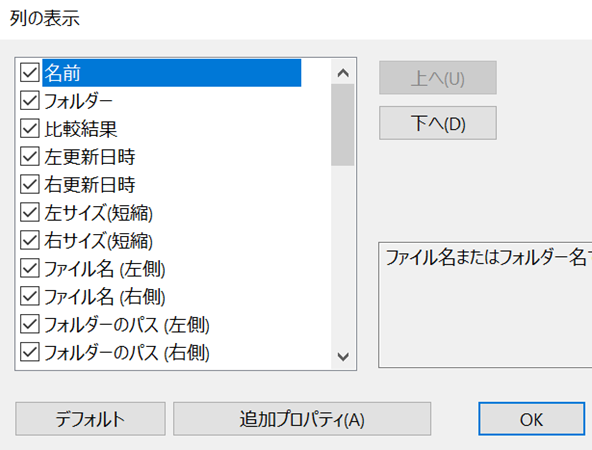 列の表示
名前
フォルダー
比較結果
左更新日時
右更新日時
左サイズ(短縮)
右サイズ(短縮)
ファイル名 (左側)
ファイル名 (右側)
フォルダーのパス (左側)
フォルダーのパス (右側)
上へ(U)
下へ(D)
ファイル名またはフォルダー名で
デフォルト
追加プロパティ(A)
OK